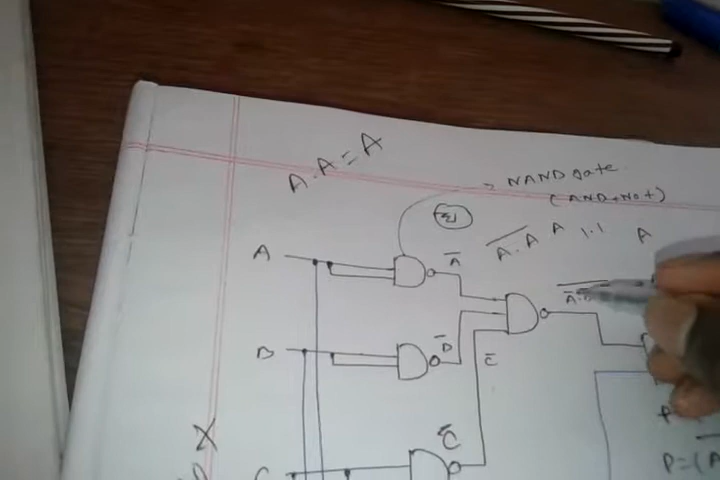 A.A=A
→ NAND gate
(AND+Not)
A.A A 1.1 A
A
A̅
B
B̅
C̅
C
C̅
X
P=(A